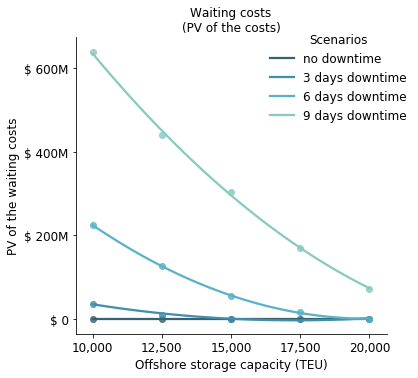 Waiting costs
(PV of the costs)
Scenarios
no downtime
3 days downtime
6 days downtime
9 days downtime
PV of the waiting costs
$ 600M
$ 400M
$ 200M
$ 0
10,000 12,500 15,000 17,500 20,000
Offshore storage capacity (TEU)